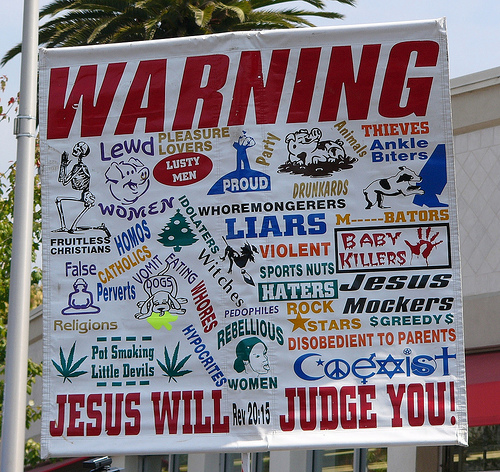 WARNING
Lewd
WOMEN
PLEASURE
LOVERS
LUSTY
MEN
Party
Animals
PROUD
DRUNKARDS
THIEVES
Ankle
Biters
FRUITLESS
CHRISTIANS
HOMOS
CATHOLICS
IDOLATERS
WHOREMONGERERS
LIARS
M-----BATORS
BABY
KILLERS
VIOLENT
SPORTS NUTS
HATERS
Jesus
Mockers
False
Perverts
Religions
VOMIT EATING
DOGS
WHORES
Witches
PEDOPHILES
REBELLIOUS
WOMEN
ROCK
STARS
$GREEDY$
DISOBEDIENT TO PARENTS
Pot Smoking
Little Devils
HYPOCRITES
Coexist
JESUS WILL Rev 20:15 JUDGE YOU!